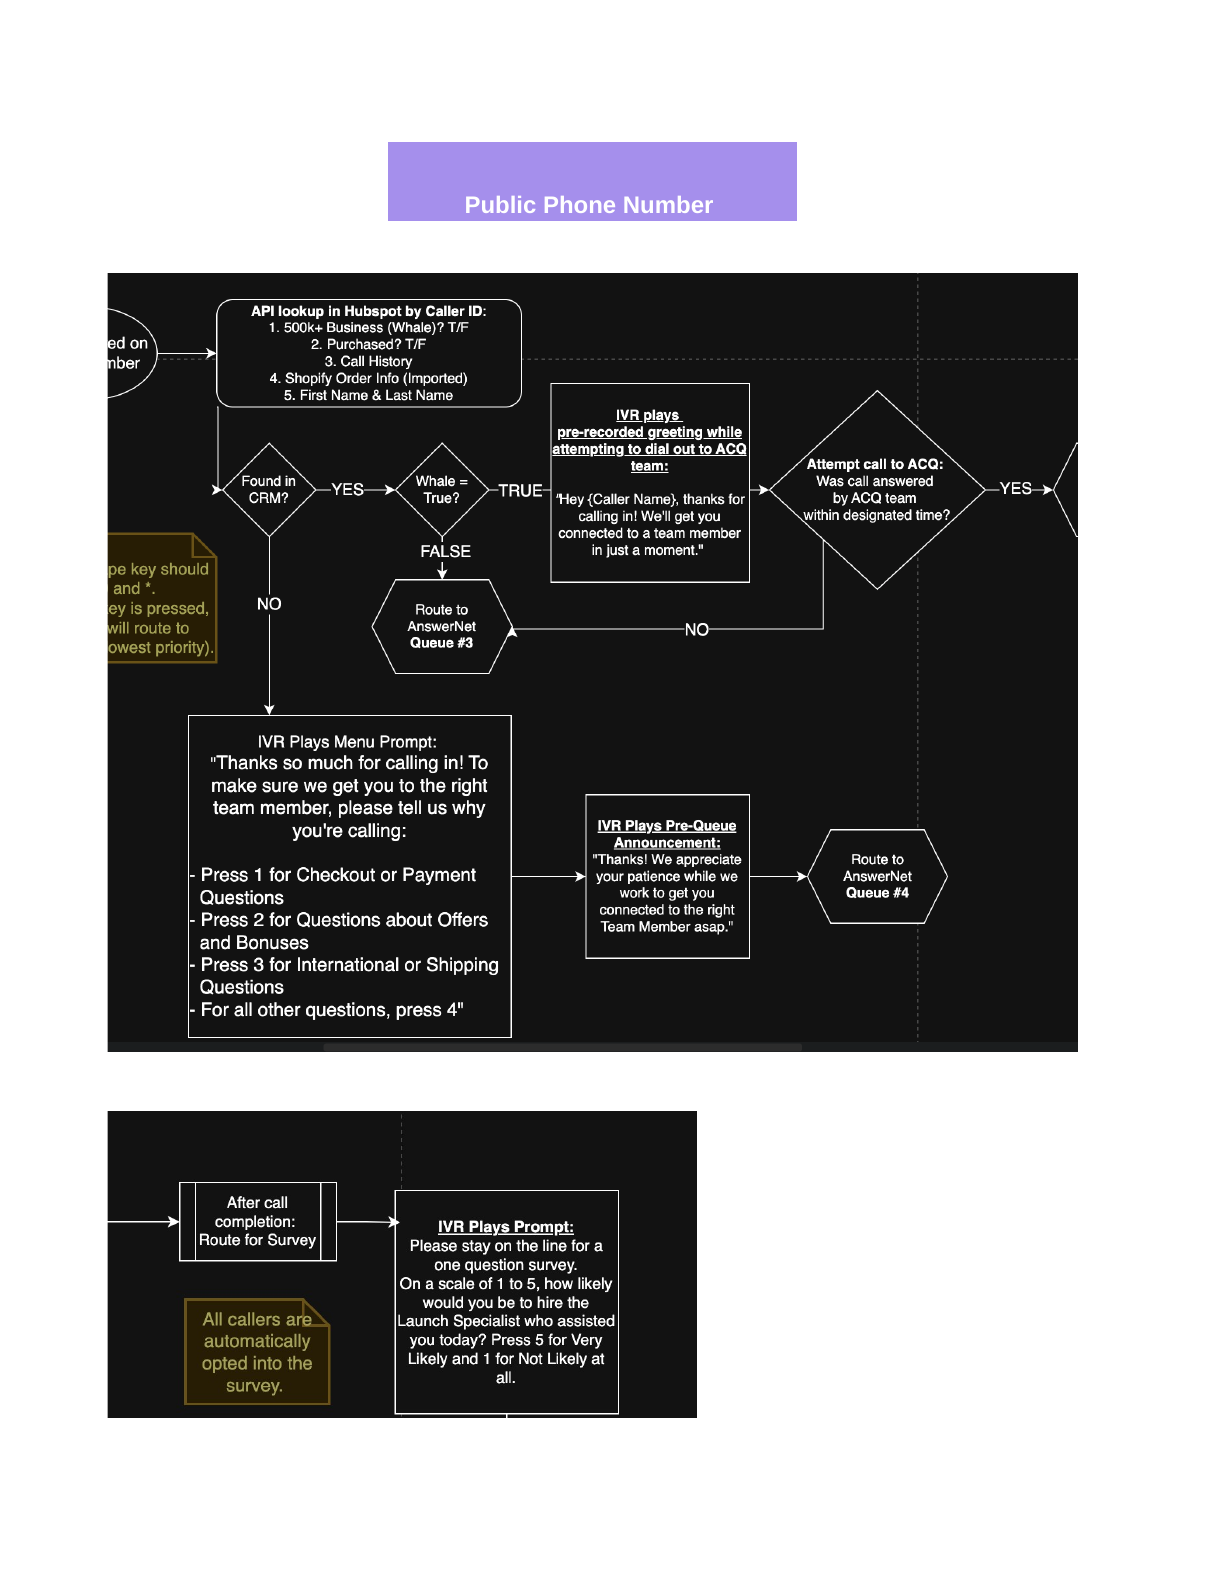 Public Phone Number
ed on
nber
API lookup in Hubspot by Caller ID:
1. 500k+ Business (Whale)? T/F
2. Purchased? T/F
3. Call History
4. Shopify Order Info (Imported)
5. First Name & Last Name
Found in
CRM?
YES
Whale =
True?
TRUE
IVR plays
pre-recorded greeting while
attempting to dial out to ACQ
team:
"Hey {Caller Name}, thanks for
calling in! We'll get you
connected to a team member
in just a moment."
Attempt call to ACQ:
Was call answered
by ACQ team
within designated time?
YES
FALSE
pe key should
and *.
ey is pressed,
will route to
owest priority).
NO
Route to
AnswerNet
Queue #3
NO
IVR Plays Menu Prompt:
"Thanks so much for calling in! To
make sure we get you to the right
team member, please tell us why
you're calling:
- Press 1 for Checkout or Payment
Questions
- Press 2 for Questions about Offers
and Bonuses
- Press 3 for International or Shipping
Questions
- For all other questions, press 4"
IVR Plays Pre-Queue
Announcement:
"Thanks! We appreciate
your patience while we
work to get you
connected to the right
Team Member asap."
Route to
AnswerNet
Queue #4
After call
completion:
Route for Survey
IVR Plays Prompt:
Please stay on the line for a
one question survey.
On a scale of 1 to 5, how likely
would you be to hire the
Launch Specialist who assisted
you today? Press 5 for Very
Likely and 1 for Not Likely at
all.
All callers are
automatically
opted into the
survey.